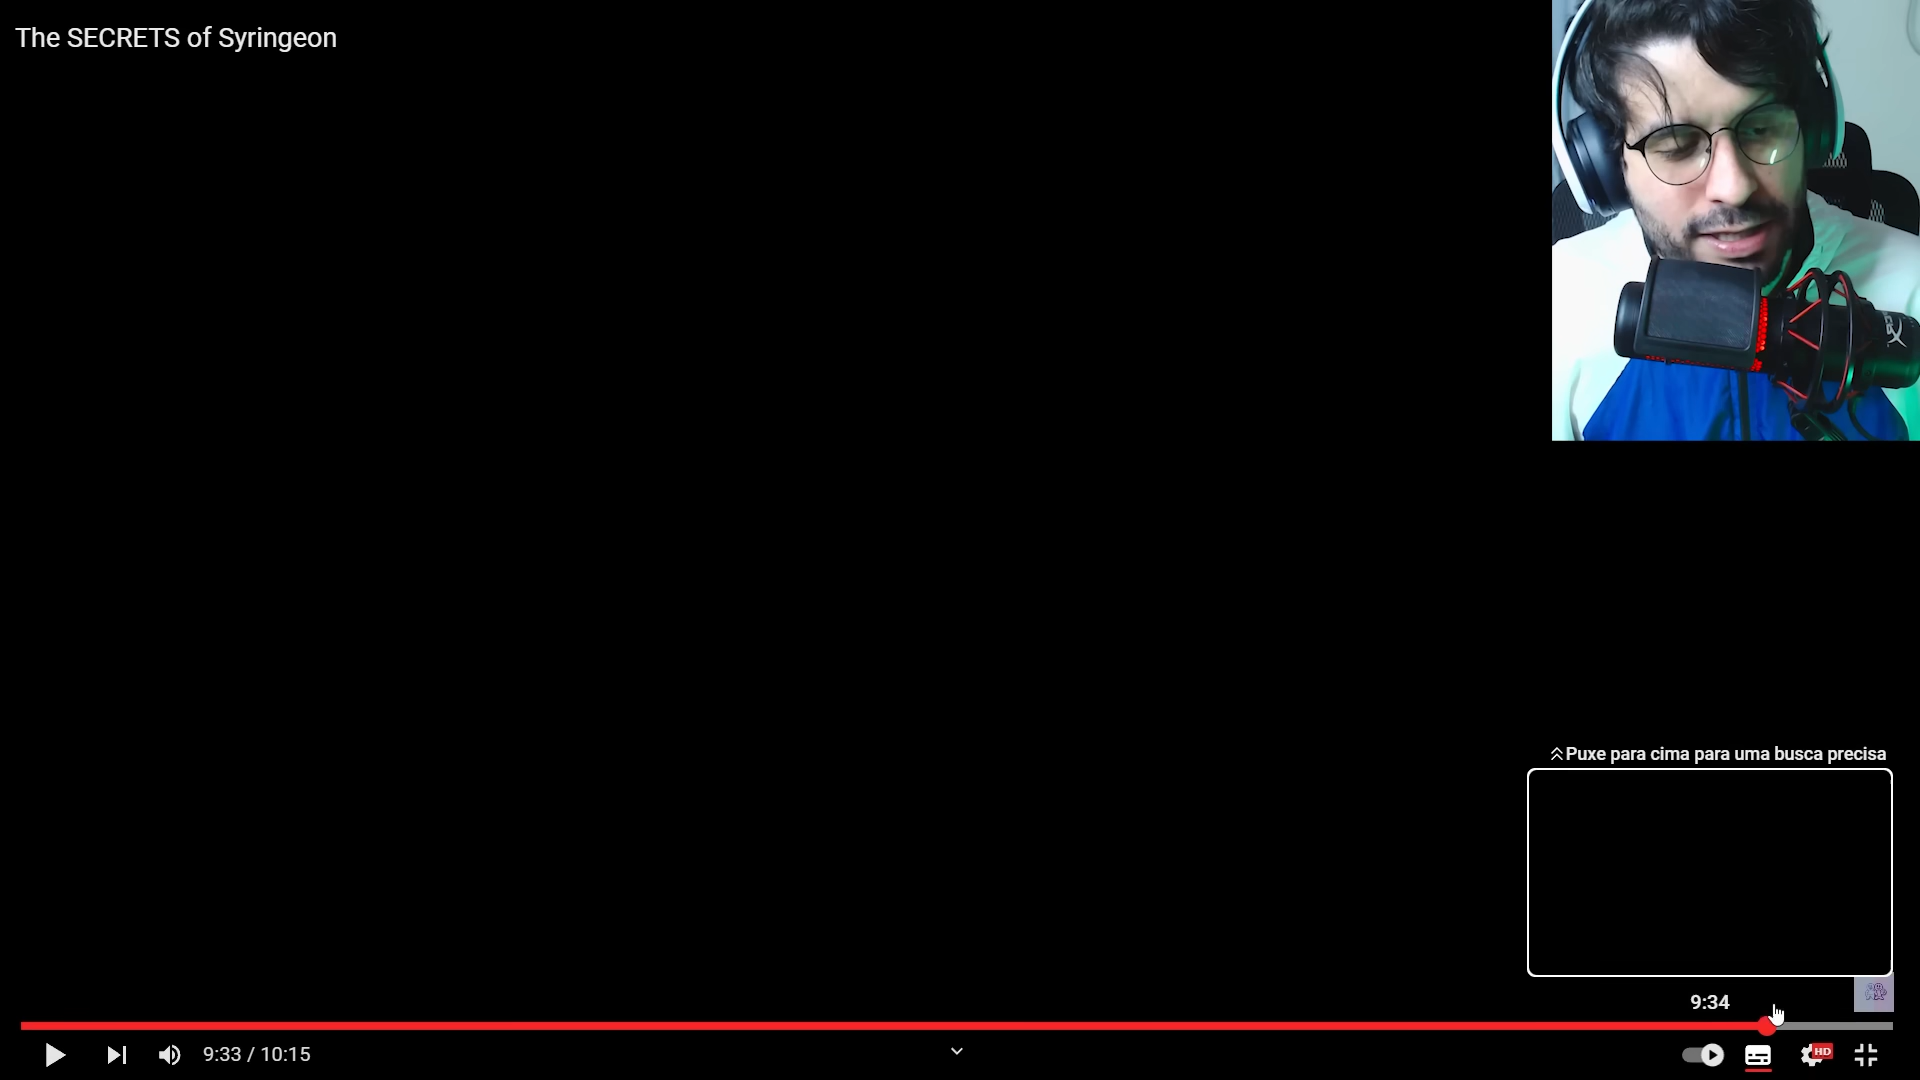 The SECRETS of Syringeon
Puxe para cima para uma busca precisa
9:34
9:33 / 10:15
HD